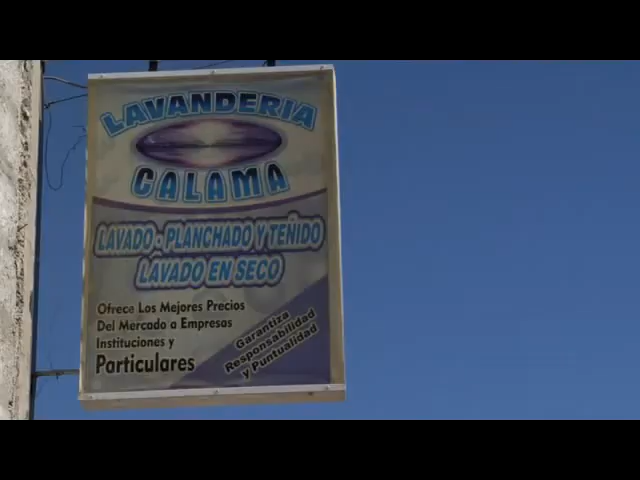 LAVANDERIA
CALAMA
LAVADO - PLANCHADO Y TEÑIDO
LAVADO EN SECO
Ofrece Los Mejores Precios
Del Mercado a Empresas
Instituciones y
Particulares
Garantiza
Responsabilidad
y Puntualidad